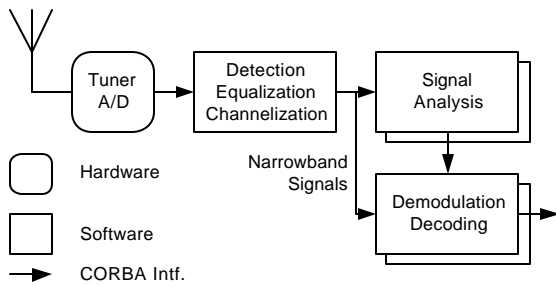 Tuner
A/D
Detection
Equalization
Channelization
Signal
Analysis
Narrowband
Signals
Demodulation
Decoding
Hardware
Software
CORBA Intf.